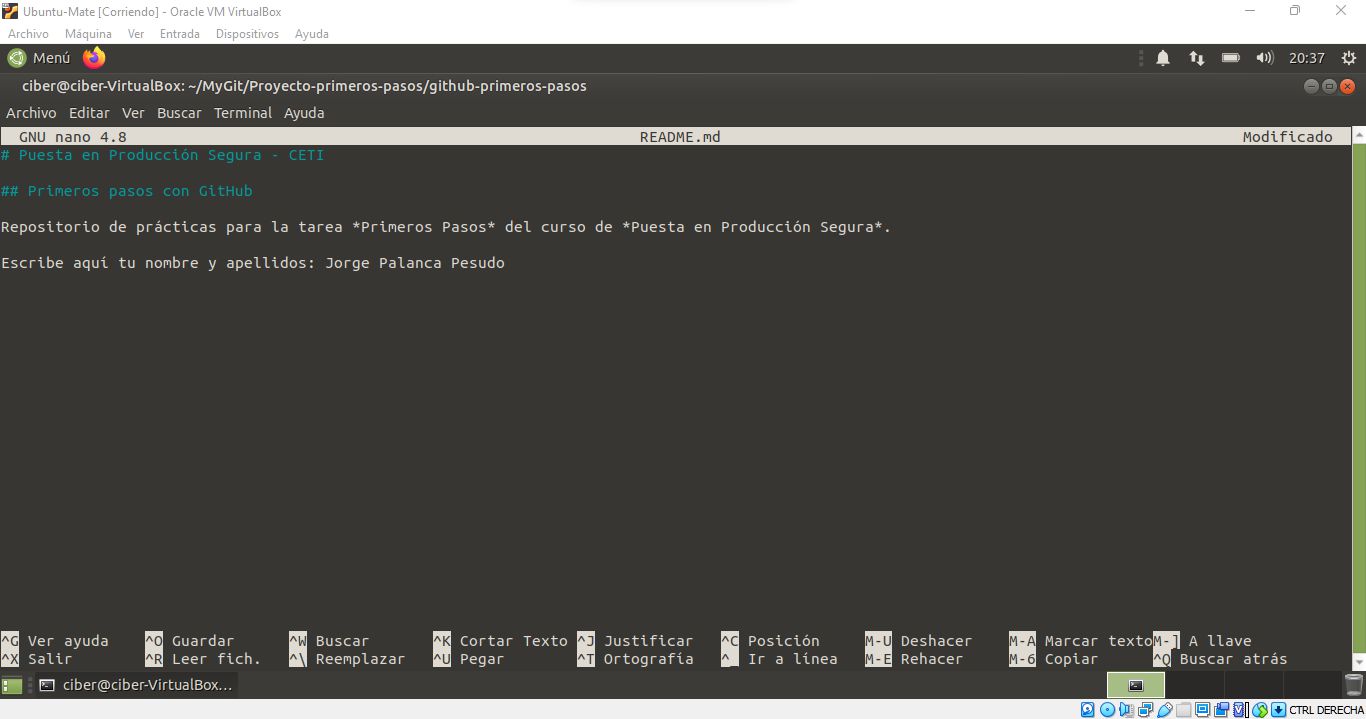 Ubuntu-Mate [Corriendo] - Oracle VM VirtualBox
Archivo Máquina Ver Entrada Dispositivos Ayuda
Menú 20:37
ciber@ciber-VirtualBox: ~/MyGit/Proyecto-primeros-pasos/github-primeros-pasos
Archivo Editar Ver Buscar Terminal Ayuda
GNU nano 4.8 README.md Modificado
# Puesta en Producción Segura - CETI
## Primeros pasos con GitHub
Repositorio de prácticas para la tarea *Primeros Pasos* del curso de *Puesta en Producción Segura*.
Escribe aquí tu nombre y apellidos: Jorge Palanca Pesudo
^G Ver ayuda ^O Guardar ^W Buscar ^K Cortar Texto ^J Justificar ^C Posición M-U Deshacer M-A Marcar texto M-] A llave
^X Salir ^R Leer fich. ^\ Reemplazar ^U Pegar ^T Ortografía ^_ Ir a línea M-E Rehacer M-6 Copiar ^Q Buscar atrás
ciber@ciber-VirtualBox...
CTRL DERECHA